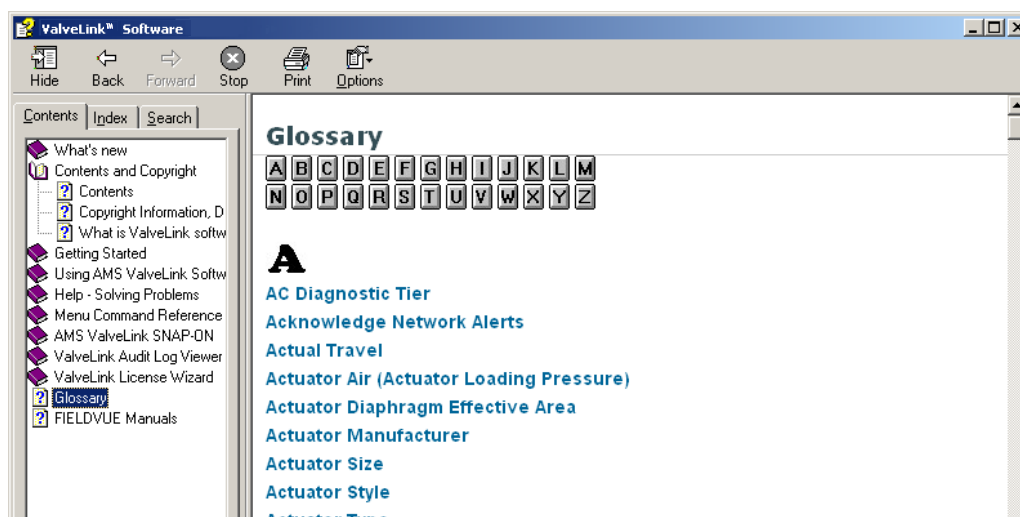 ValveLink™ Software
Hide Back Forward Stop Print Options
Contents Index Search
What's new
Contents and Copyright
Contents
Copyright Information, D
What is ValveLink softw
Getting Started
Using AMS ValveLink Softw
Help - Solving Problems
Menu Command Reference
AMS ValveLink SNAP-ON
ValveLink Audit Log Viewer
ValveLink License Wizard
Glossary
FIELDVUE Manuals
Glossary
A B C D E F G H I J K L M
N O P Q R S T U V W X Y Z
A
AC Diagnostic Tier
Acknowledge Network Alerts
Actual Travel
Actuator Air (Actuator Loading Pressure)
Actuator Diaphragm Effective Area
Actuator Manufacturer
Actuator Size
Actuator Style